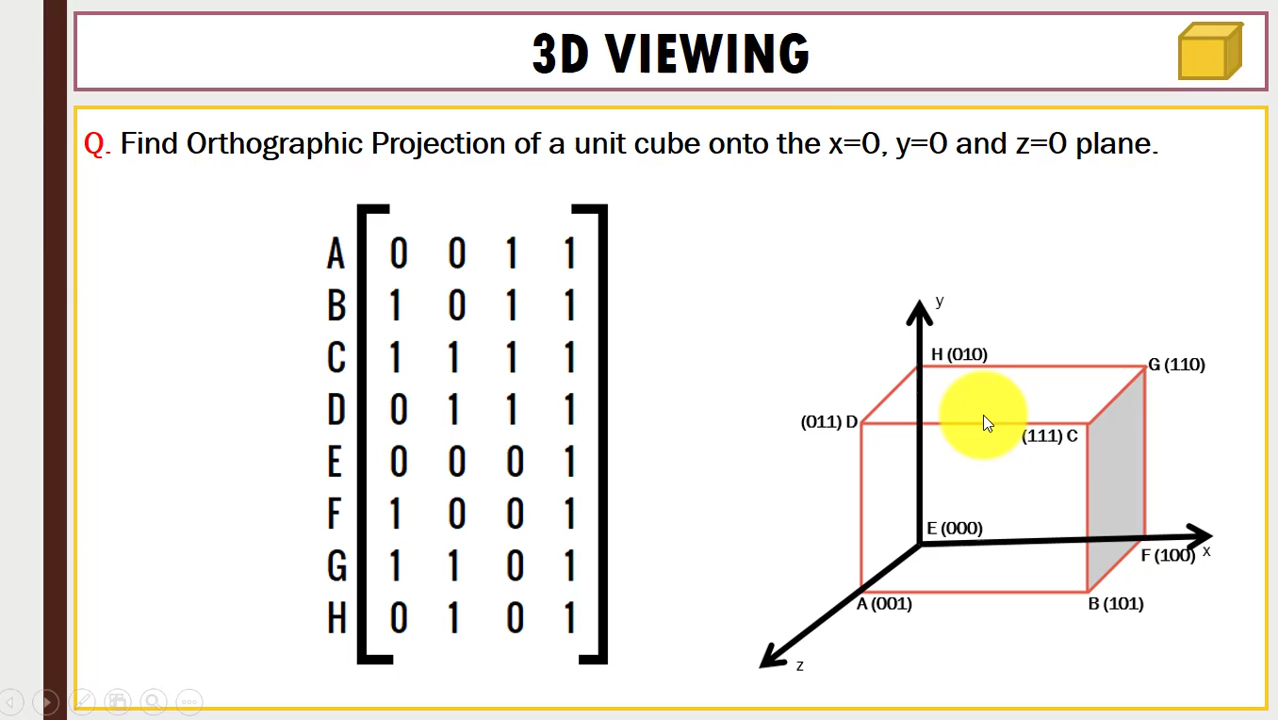 3D VIEWING
Q. Find Orthographic Projection of a unit cube onto the x=0, y=0 and z=0 plane.
A 0 0 1 1
B 1 0 1 1
C 1 1 1 1
D 0 1 1 1
E 0 0 0 1
F 1 0 0 1
G 1 1 0 1
H 0 1 0 1
y
H (010)
G (110)
(011) D
(111) C
E (000)
x
F (100)
A (001)
B (101)
z